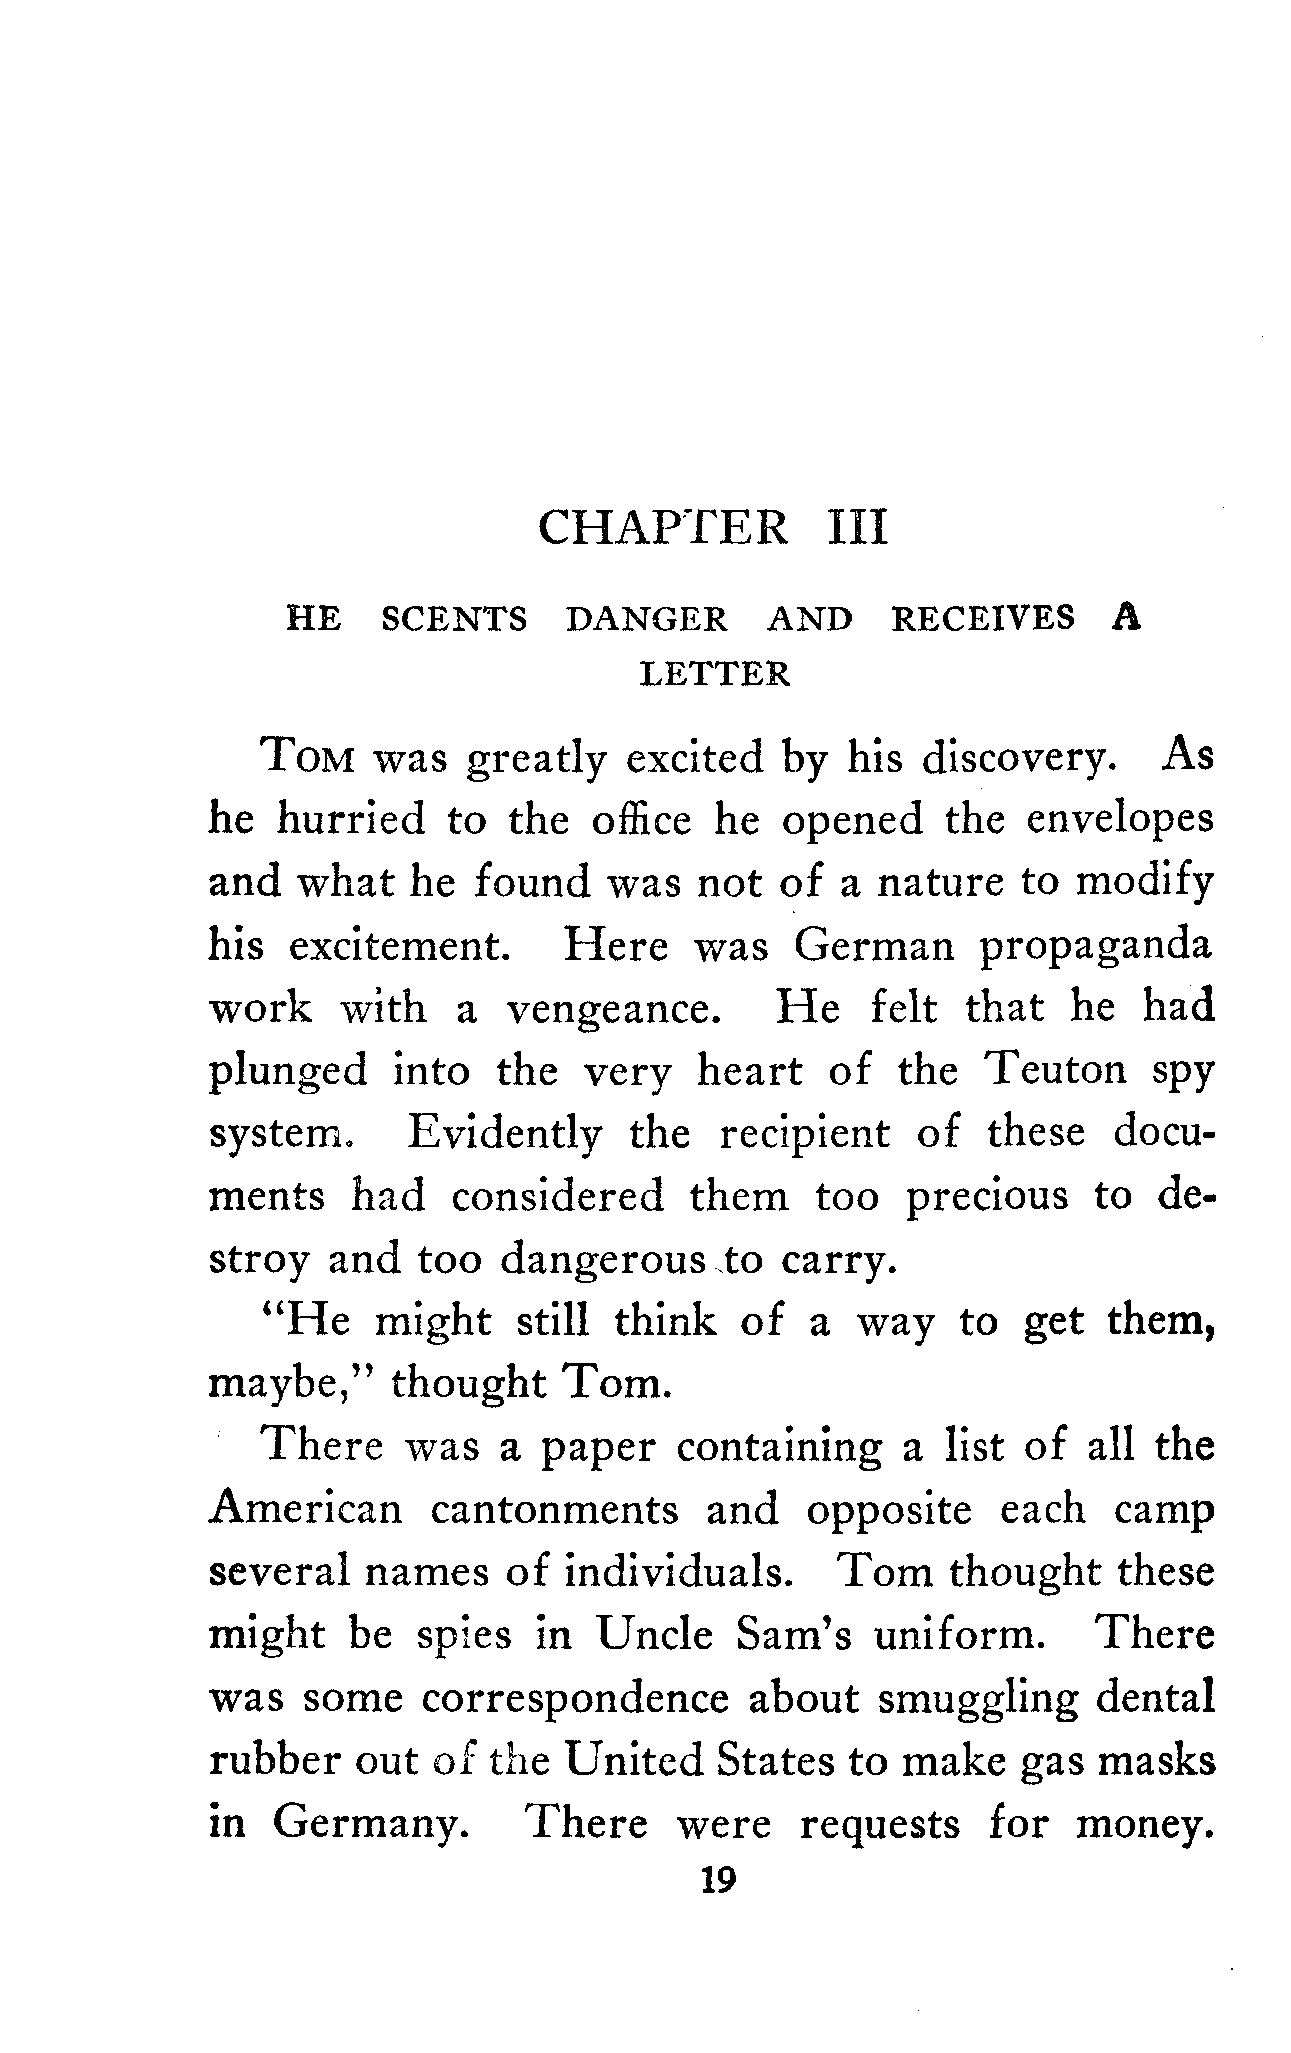 CHAPTER III
HE SCENTS DANGER AND RECEIVES A
LETTER
TOM was greatly excited by his discovery. As
he hurried to the office he opened the envelopes
and what he found was not of a nature to modify
his excitement. Here was German propaganda
work with a vengeance. He felt that he had
plunged into the very heart of the Teuton spy
system. Evidently the recipient of these docu-
ments had considered them too precious to de-
stroy and too dangerous to carry.
"He might still think of a way to get them,
maybe," thought Tom.
There was a paper containing a list of all the
American cantonments and opposite each camp
several names of individuals. Tom thought these
might be spies in Uncle Sam's uniform. There
was some correspondence about smuggling dental
rubber out of the United States to make gas masks
in Germany. There were requests for money.
19